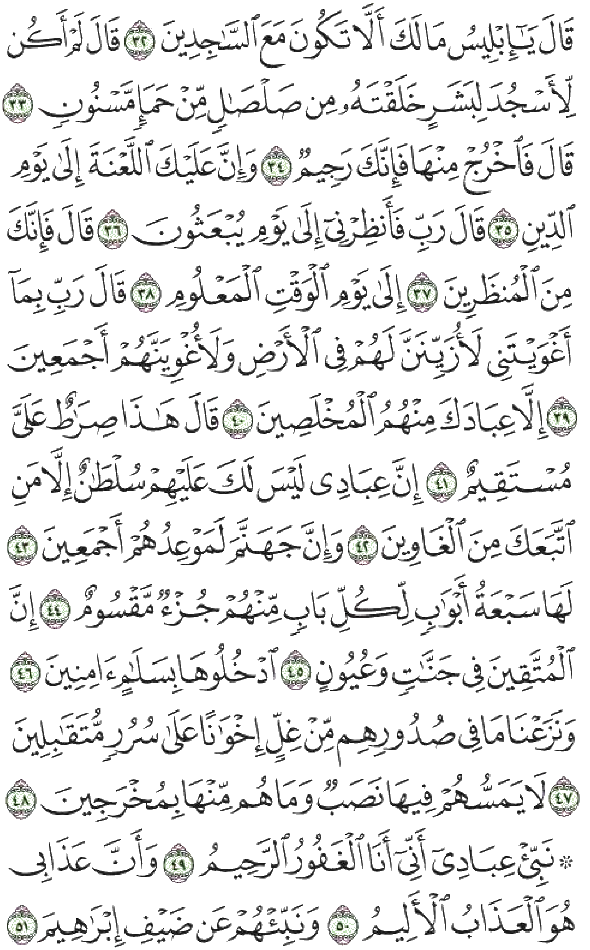 قَالَ يَـٰٓإِبْلِيسُ مَا لَكَ أَلَّا تَكُونَ مَعَ ٱلسَّـٰجِدِينَ ٣٢ قَالَ لَمْ أَكُن
لِّأَسْجُدَ لِبَشَرٍ خَلَقْتَهُۥ مِن صَلْصَـٰلٍ مِّنْ حَمَإٍ مَّسْنُونٍ ٣٣
قَالَ فَٱخْرُجْ مِنْهَا فَإِنَّكَ رَجِيمٌ ٣٤ وَإِنَّ عَلَيْكَ ٱللَّعْنَةَ إِلَىٰ يَوْمِ
ٱلدِّينِ ٣٥ قَالَ رَبِّ فَأَنظِرْنِىٓ إِلَىٰ يَوْمِ يُبْعَثُونَ ٣٦ قَالَ فَإِنَّكَ
مِنَ ٱلْمُنظَرِينَ ٣٧ إِلَىٰ يَوْمِ ٱلْوَقْتِ ٱلْمَعْلُومِ ٣٨ قَالَ رَبِّ بِمَآ
أَغْوَيْتَنِى لَأُزَيِّنَنَّ لَهُمْ فِى ٱلْأَرْضِ وَلَأُغْوِيَنَّهُمْ أَجْمَعِينَ
٣٩ إِلَّا عِبَادَكَ مِنْهُمُ ٱلْمُخْلَصِينَ ٤٠ قَالَ هَـٰذَا صِرَٰطٌ عَلَىَّ
مُسْتَقِيمٌ ٤١ إِنَّ عِبَادِى لَيْسَ لَكَ عَلَيْهِمْ سُلْطَـٰنٌ إِلَّا مَنِ
ٱتَّبَعَكَ مِنَ ٱلْغَاوِينَ ٤٢ وَإِنَّ جَهَنَّمَ لَمَوْعِدُهُمْ أَجْمَعِينَ ٤٣
لَهَا سَبْعَةُ أَبْوَٰبٍ لِّكُلِّ بَابٍ مِّنْهُمْ جُزْءٌ مَّقْسُومٌ ٤٤ إِنَّ
ٱلْمُتَّقِينَ فِى جَنَّـٰتٍ وَعُيُونٍ ٤٥ ٱدْخُلُوهَا بِسَلَـٰمٍ ءَامِنِينَ ٤٦
وَنَزَعْنَا مَا فِى صُدُورِهِم مِّنْ غِلٍّ إِخْوَٰنًا عَلَىٰ سُرُرٍ مُّتَقَـٰبِلِينَ
٤٧ لَا يَمَسُّهُمْ فِيهَا نَصَبٌ وَمَا هُم مِّنْهَا بِمُخْرَجِينَ ٤٨
۞ نَبِّئْ عِبَادِىٓ أَنِّىٓ أَنَا ٱلْغَفُورُ ٱلرَّحِيمُ ٤٩ وَأَنَّ عَذَابِى
هُوَ ٱلْعَذَابُ ٱلْأَلِيمُ ٥٠ وَنَبِّئْهُمْ عَن ضَيْفِ إِبْرَٰهِيمَ ٥١